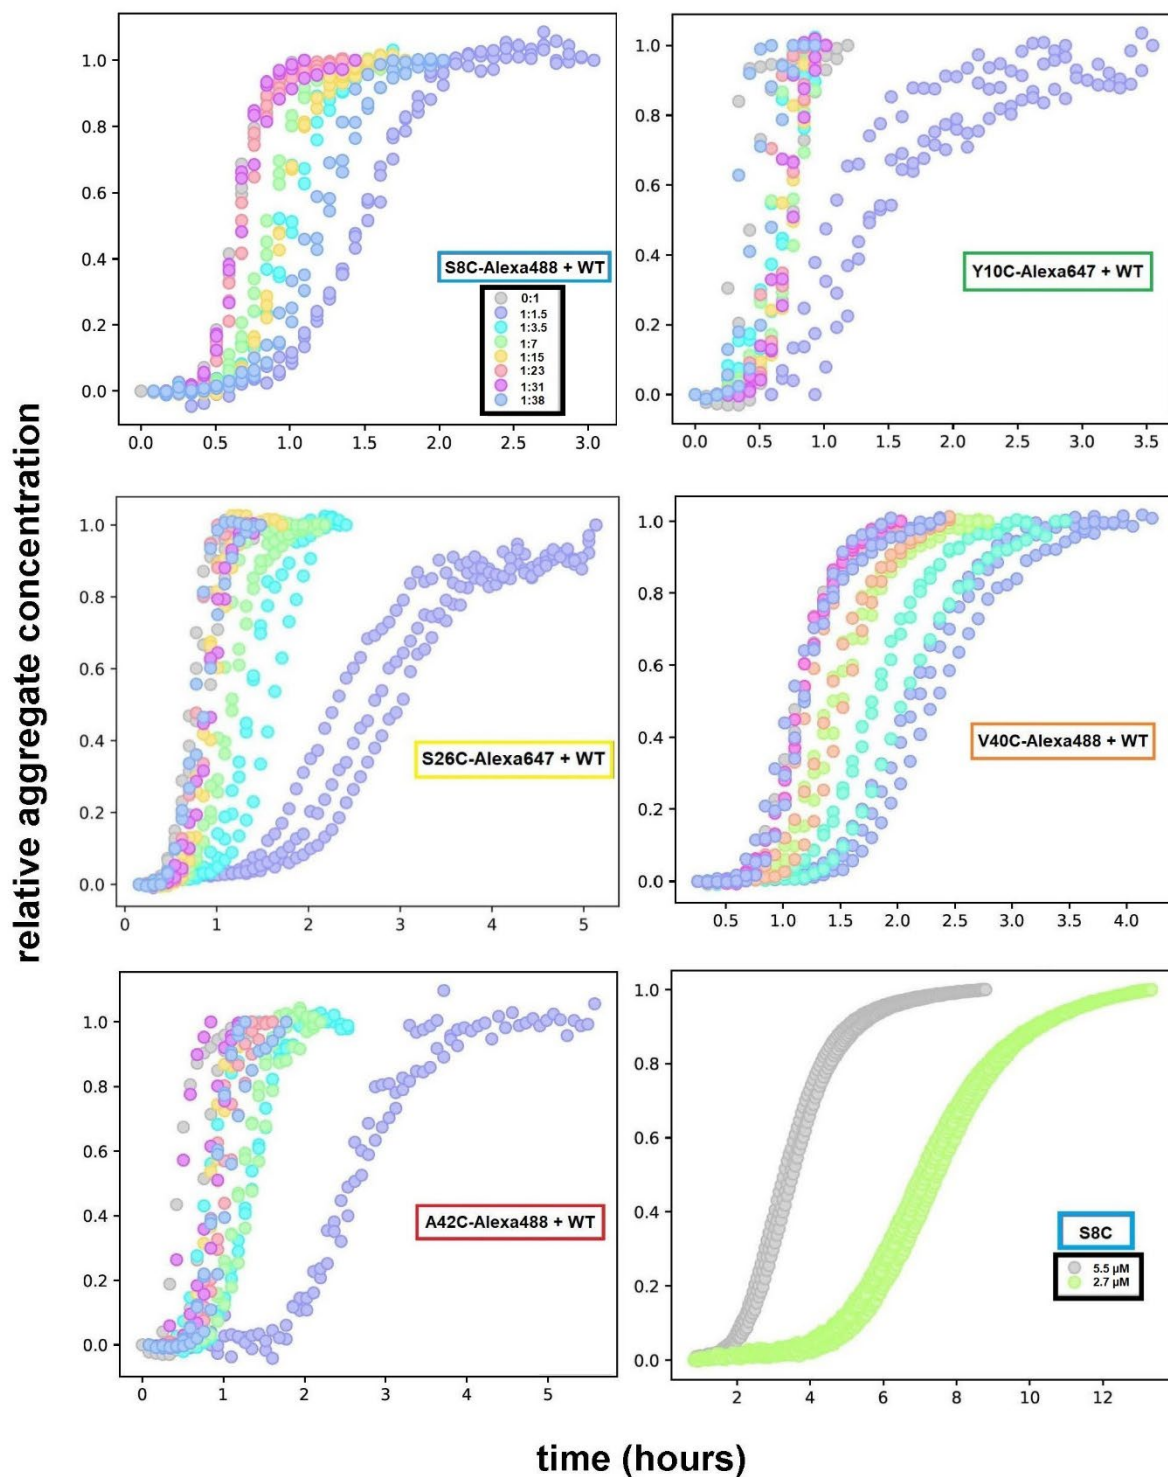 relative aggregate concentration
1.0
0.8
0.6
0.4
0.2
0.0
0.0 0.5 1.0 1.5 2.0 2.5 3.0
S8C-Alexa488 + WT
0:1
1:1.5
1:3.5
1:7
1:15
1:23
1:31
1:38
1.0
0.8
0.6
0.4
0.2
0.0
0.0 0.5 1.0 1.5 2.0 2.5 3.0 3.5
Y10C-Alexa647 + WT
1.0
0.8
0.6
0.4
0.2
0.0
0 1 2 3 4 5
S26C-Alexa647 + WT
1.0
0.8
0.6
0.4
0.2
0.0
0.5 1.0 1.5 2.0 2.5 3.0 3.5 4.0
V40C-Alexa488 + WT
1.0
0.8
0.6
0.4
0.2
0.0
0 1 2 3 4 5
A42C-Alexa488 + WT
1.0
0.8
0.6
0.4
0.2
0.0
2 4 6 8 10 12
S8C
5.5 µM
2.7 µM
time (hours)